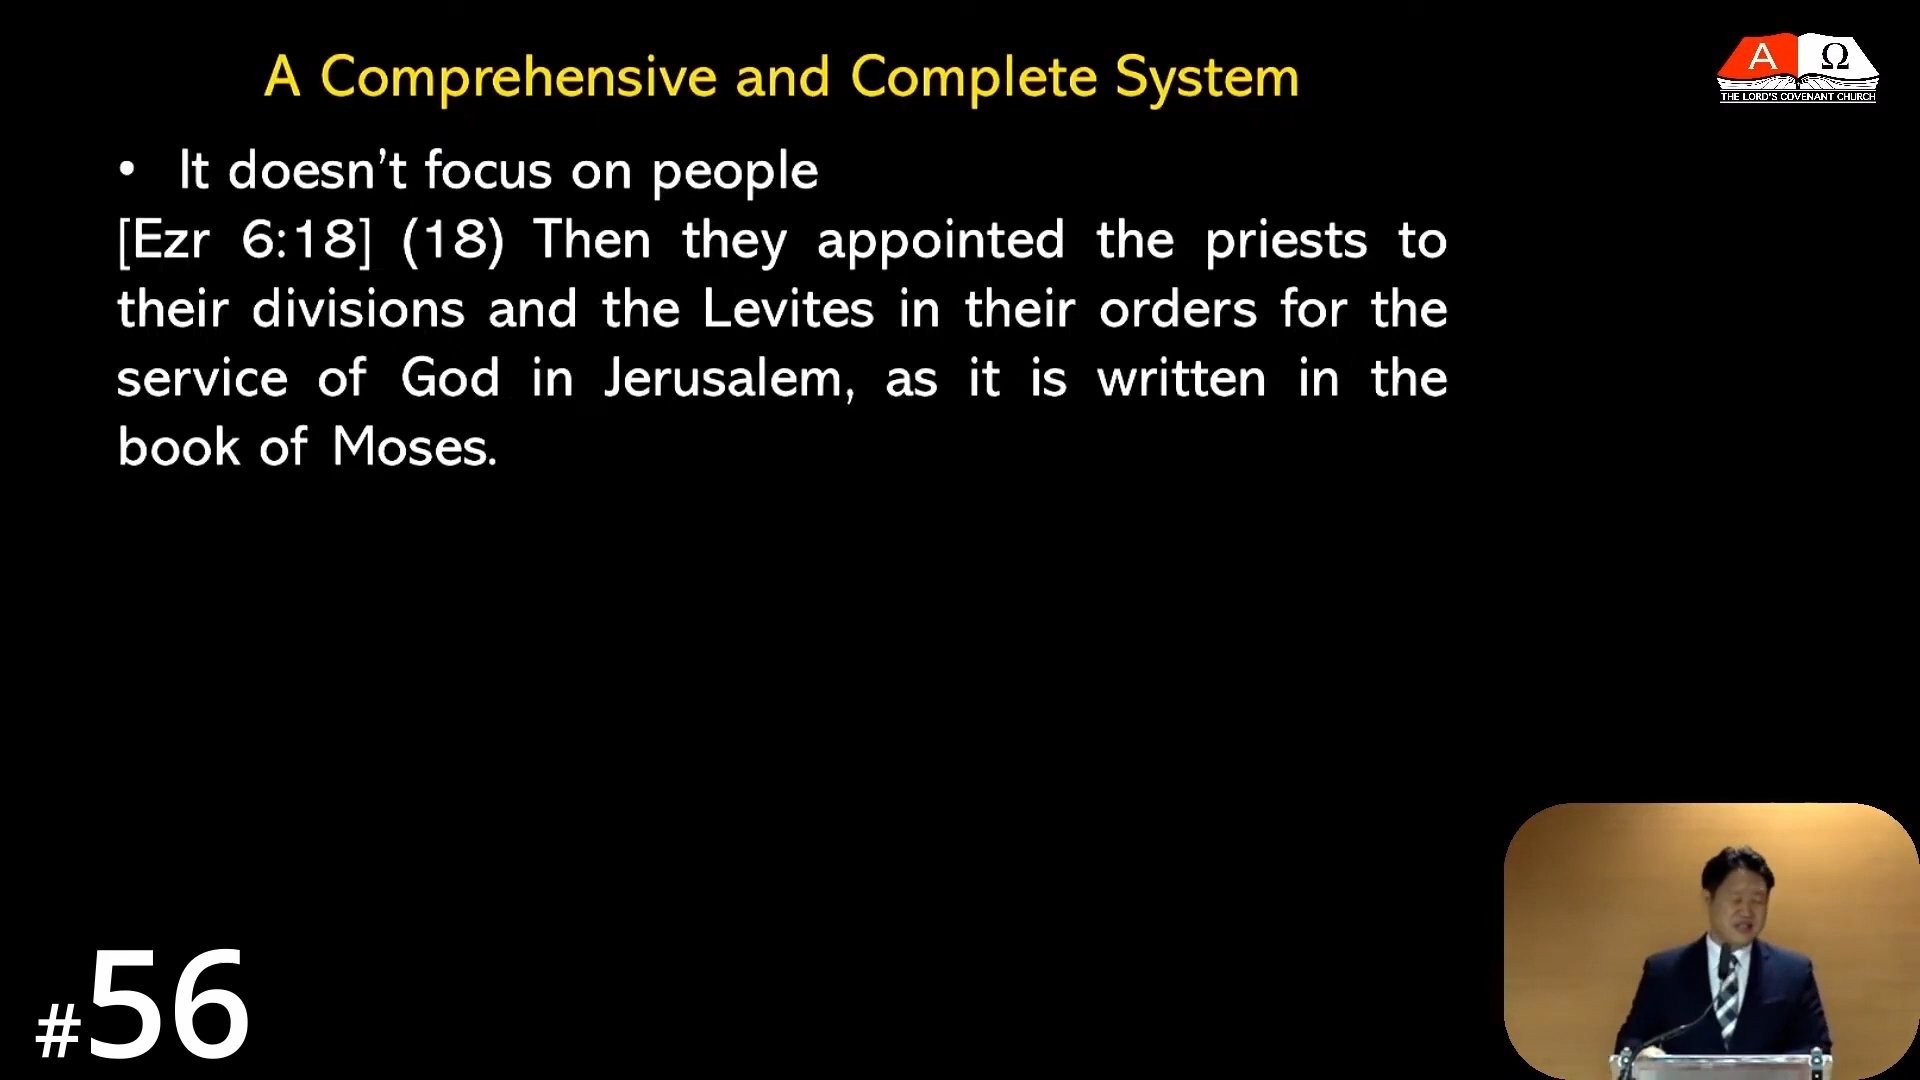 A Comprehensive and Complete System
A Ω
THE LORD'S COVENANT CHURCH
• It doesn't focus on people
[Ezr 6:18] (18) Then they appointed the priests to
their divisions and the Levites in their orders for the
service of God in Jerusalem, as it is written in the
book of Moses.
#56